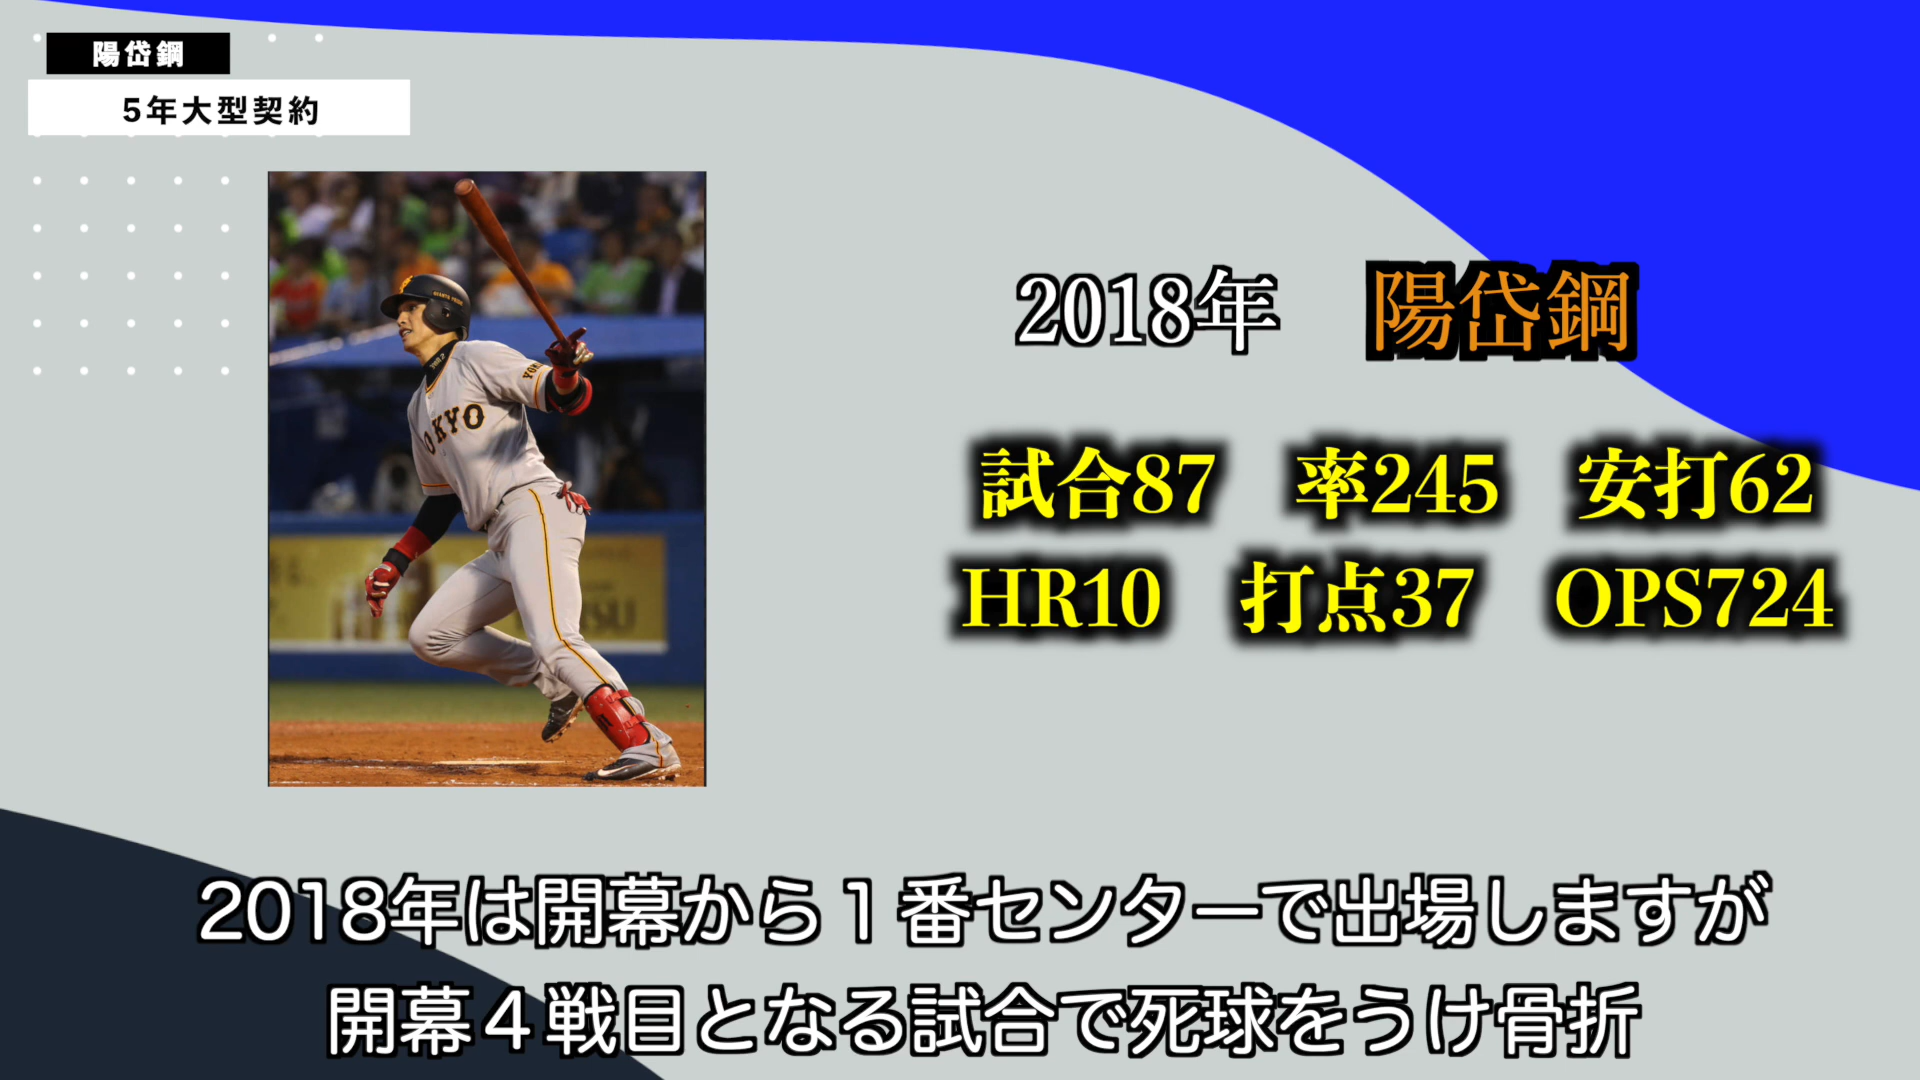 陽岱鋼
5年大型契約
2018年 陽岱鋼
試合87 率245 安打62
HR10 打点37 OPS724
2018年は開幕から１番センターで出場しますが
開幕４戦目となる試合で死球をうけ骨折